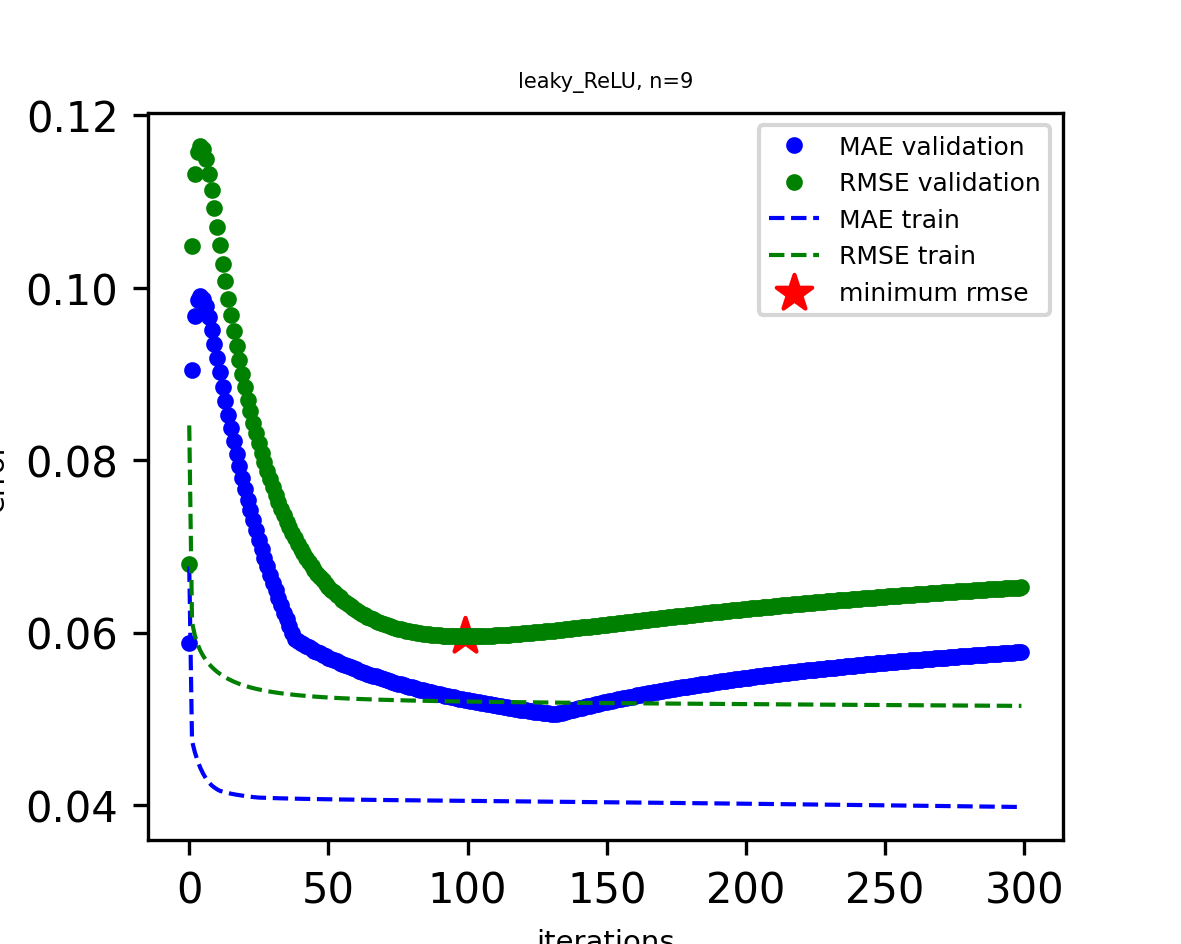 leaky_ReLU, n=9
0.12
0.10
0.08
0.06
0.04
MAE validation
RMSE validation
MAE train
RMSE train
minimum rmse
0 50 100 150 200 250 300
iterations